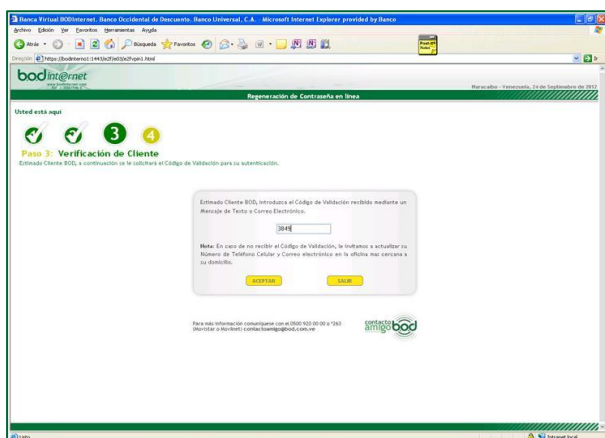 Banca Virtual BODInternet. Banco Occidental de Descuento. Banco Universal, C.A. - Microsoft Internet Explorer provided by Banco
Archivo Edición Ver Favoritos Herramientas Ayuda
Atrás Búsqueda Favoritos
Dirección
bodint@rnet
Maracaibo - Venezuela, 24 de Septiembre de 2012
Regeneración de Contraseña en línea
Usted está aquí
3 4
Paso 3: Verificación de Cliente
Estimado Cliente BOD, a continuación se le solicitará el Código de Validación para su autenticación.
Estimado Cliente BOD, introduzca el Código de Validación recibido mediante un
Mensaje de Texto o Correo Electrónico.
3849
Nota: En caso de no recibir el Código de Validación, le invitamos a actualizar su
Número de Teléfono Celular y Correo electrónico en la oficina mas cercana a
su domicilio.
ACEPTAR SALIR
Para más información comuníquese con el 0500 920 00 00 o *263
(Movistar o Movilnet) contactoamigo@bod.com.ve
contacto
amigo bod
Listo Intranet local